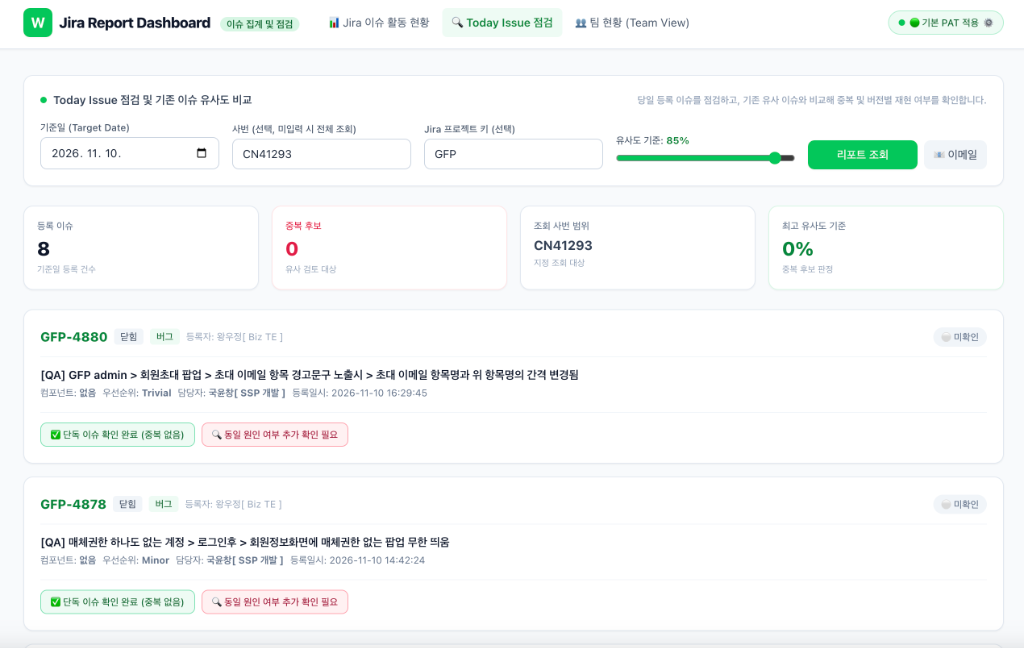 W Jira Report Dashboard 이슈 집계 및 점검 📊 Jira 이슈 활동 현황 🔍 Today Issue 점검 👥 팀 현황 (Team View) 기본 PAT 적용 ⚙
Today Issue 점검 및 기존 이슈 유사도 비교 당일 등록 이슈를 점검하고, 기존 유사 이슈와 비교해 중복 및 버전별 재현 여부를 확인합니다.
기준일 (Target Date) 사번 (선택, 미입력 시 전체 조회) Jira 프로젝트 키 (선택) 유사도 기준: 85%
2026. 11. 10. CN41293 GFP 리포트 조회 📧 이메일
등록 이슈 중복 후보 조회 사번 범위 최고 유사도 기준
8 0 CN41293 0%
기준일 등록 건수 유사 검토 대상 지정 조회 대상 중복 후보 판정
GFP-4880 닫힘 버그 등록자: 왕우정[ Biz TE ] 미확인
[QA] GFP admin > 회원초대 팝업 > 초대 이메일 항목 경고문구 노출시 > 초대 이메일 항목명과 위 항목명의 간격 변경됨
컴포넌트: 없음 우선순위: Trivial 담당자: 국윤창[ SSP 개발 ] 등록일시: 2026-11-10 16:29:45
✅ 단독 이슈 확인 완료 (중복 없음) 🔍 동일 원인 여부 추가 확인 필요
GFP-4878 닫힘 버그 등록자: 왕우정[ Biz TE ] 미확인
[QA] 매체권한 하나도 없는 계정 > 로그인후 > 회원정보화면에 매체권한 없는 팝업 무한 띄움
컴포넌트: 없음 우선순위: Minor 담당자: 국윤창[ SSP 개발 ] 등록일시: 2026-11-10 14:42:24
✅ 단독 이슈 확인 완료 (중복 없음) 🔍 동일 원인 여부 추가 확인 필요